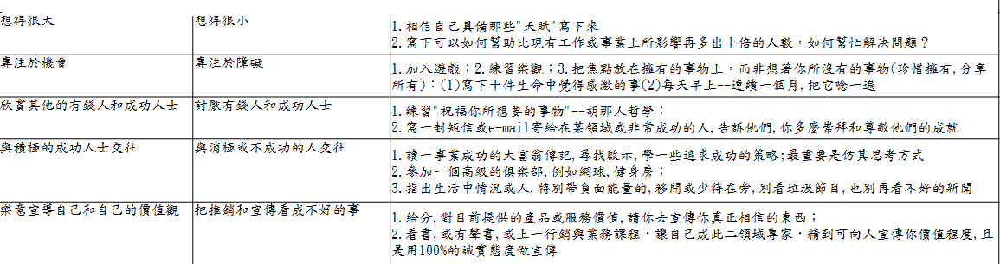 想得很大
想得很小
1.相信自己具備那些"天賦"寫下來
2.寫下可以如何幫助比現有工作或事業上所影響再多出十倍的人數，如何幫忙解決問題？
專注於機會
專注於障礙
1.加入遊戲；2.練習樂觀；3.把焦點放在擁有的事物上，而非想著你所沒有的事物(珍惜擁有,分享
所有)：(1)寫下十件生命中覺得感激的事(2)每天早上--連續一個月,把它唸一遍
欣賞其他的有錢人和成功人士
討厭有錢人和成功人士
1.練習"祝福你所想要的事物"--胡那人哲學；
2.寫一封短信或e-mail寄給在某領域或非常成功的人,告訴他們,你多麼崇拜和尊敬他們的成就
與積極的成功人士交往
與消極或不成功的人交往
1.讀一事業成功的大富翁傳記,尋找啟示,學一些追求成功的策略;最重要是仿其思考方式
2.參加一個高級的俱樂部,例如網球,健身房；
3.指出生活中情況或人,特別帶負面能量的,移開或少待在旁,別看垃圾節目,也別再看不好的新聞
樂意宣導自己和自己的價值觀
把推銷和宣傳看成不好的事
1.給分,對目前提供的產品或服務價值,請你去宣傳你真正相信的東西；
2.看書,或有聲書,或上一行銷與業務課程，讓自己成此二領域專家，精到可向人宣傳你價值程度,且
是用100%的誠實態度做宣傳